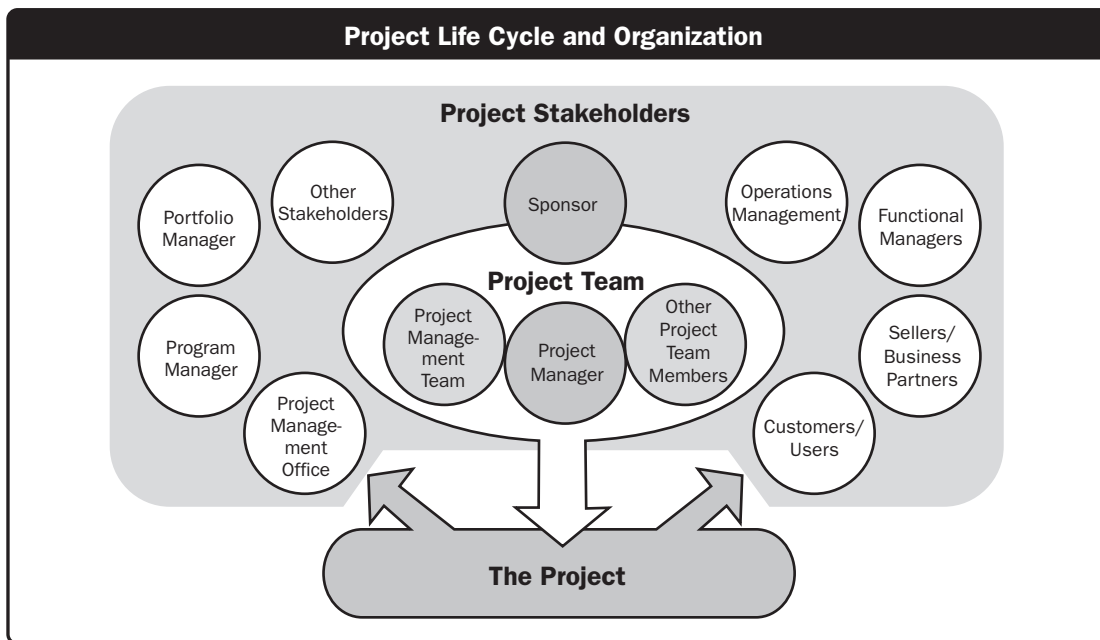 Project Life Cycle and Organization
Project Stakeholders
Portfolio
Manager
Other
Stakeholders
Sponsor
Operations
Management
Functional
Managers
Project Team
Program
Manager
Project
Manage-
ment
Team
Project
Manager
Other
Project
Team
Members
Sellers/
Business
Partners
Project
Manage-
ment
Office
Customers/
Users
The Project